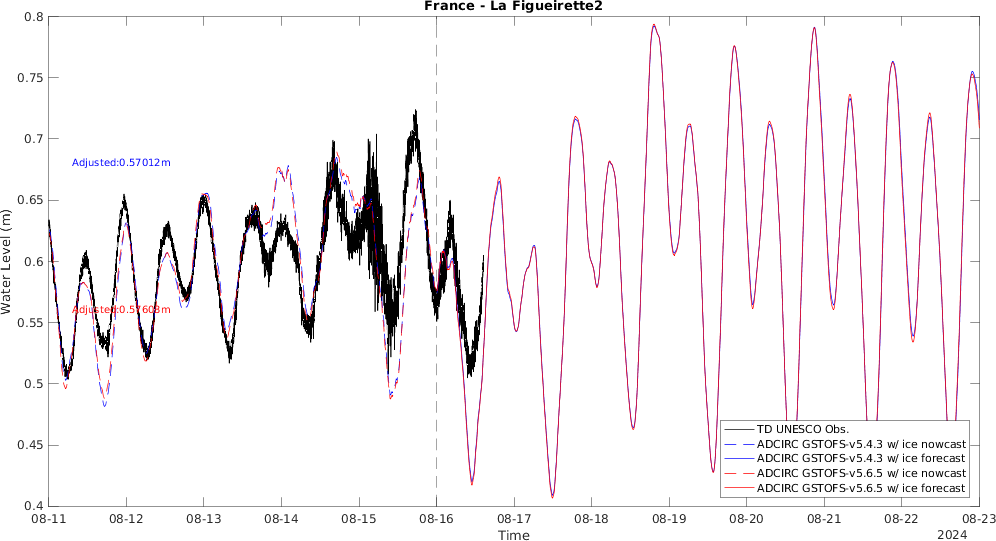 France - La Figueirette2
0.8
0.75
0.7
0.65
0.6
0.55
0.5
0.45
0.4
Water Level (m)
Adjusted:0.57012m
Adjusted:0.57603m
TD UNESCO Obs.
ADCIRC GSTOFS-v5.4.3 w/ ice nowcast
ADCIRC GSTOFS-v5.4.3 w/ ice forecast
ADCIRC GSTOFS-v5.6.5 w/ ice nowcast
ADCIRC GSTOFS-v5.6.5 w/ ice forecast
08-11 08-12 08-13 08-14 08-15 08-16 08-17 08-18 08-19 08-20 08-21 08-22 08-23
Time
2024